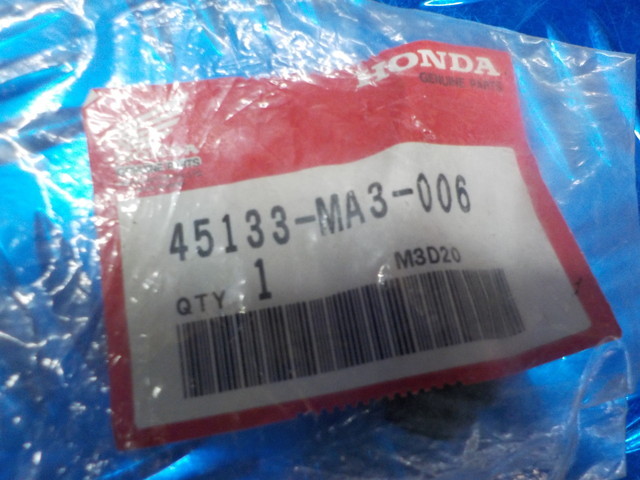 HONDA
GENUINE PARTS
45133-MA3-006
M3D20
QTY 1